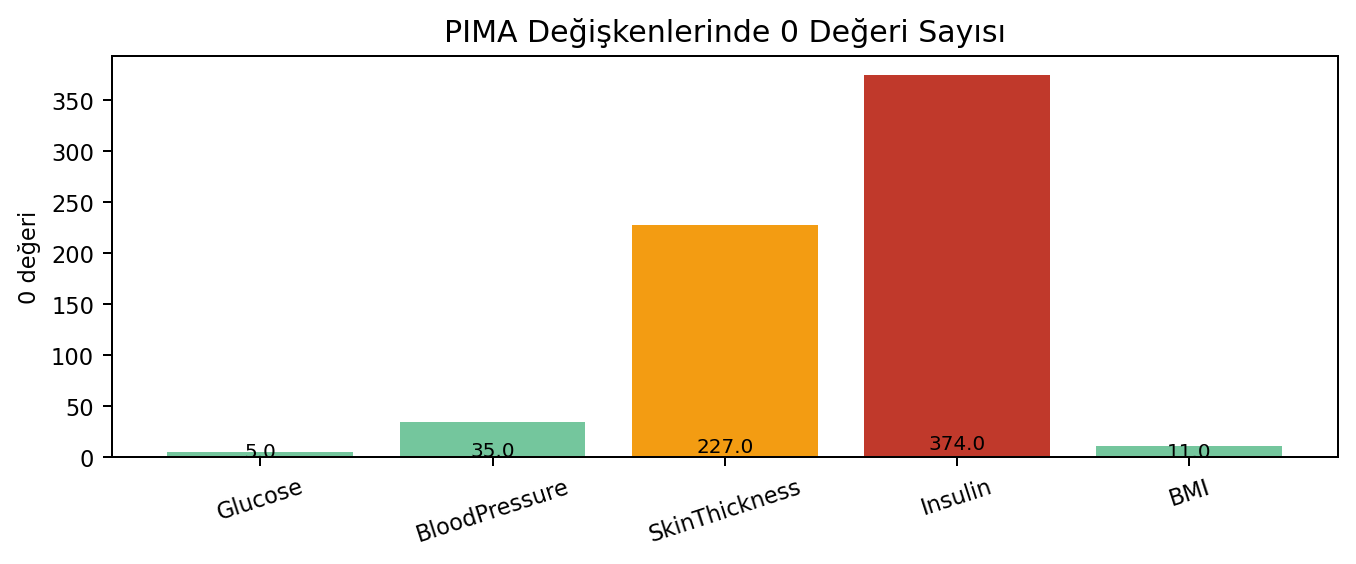 PIMA Değişkenlerinde 0 Değeri Sayısı
0 değeri
350
300
250
200
150
100
50
0
5.0
35.0
227.0
374.0
11.0
Glucose
BloodPressure
SkinThickness
Insulin
BMI